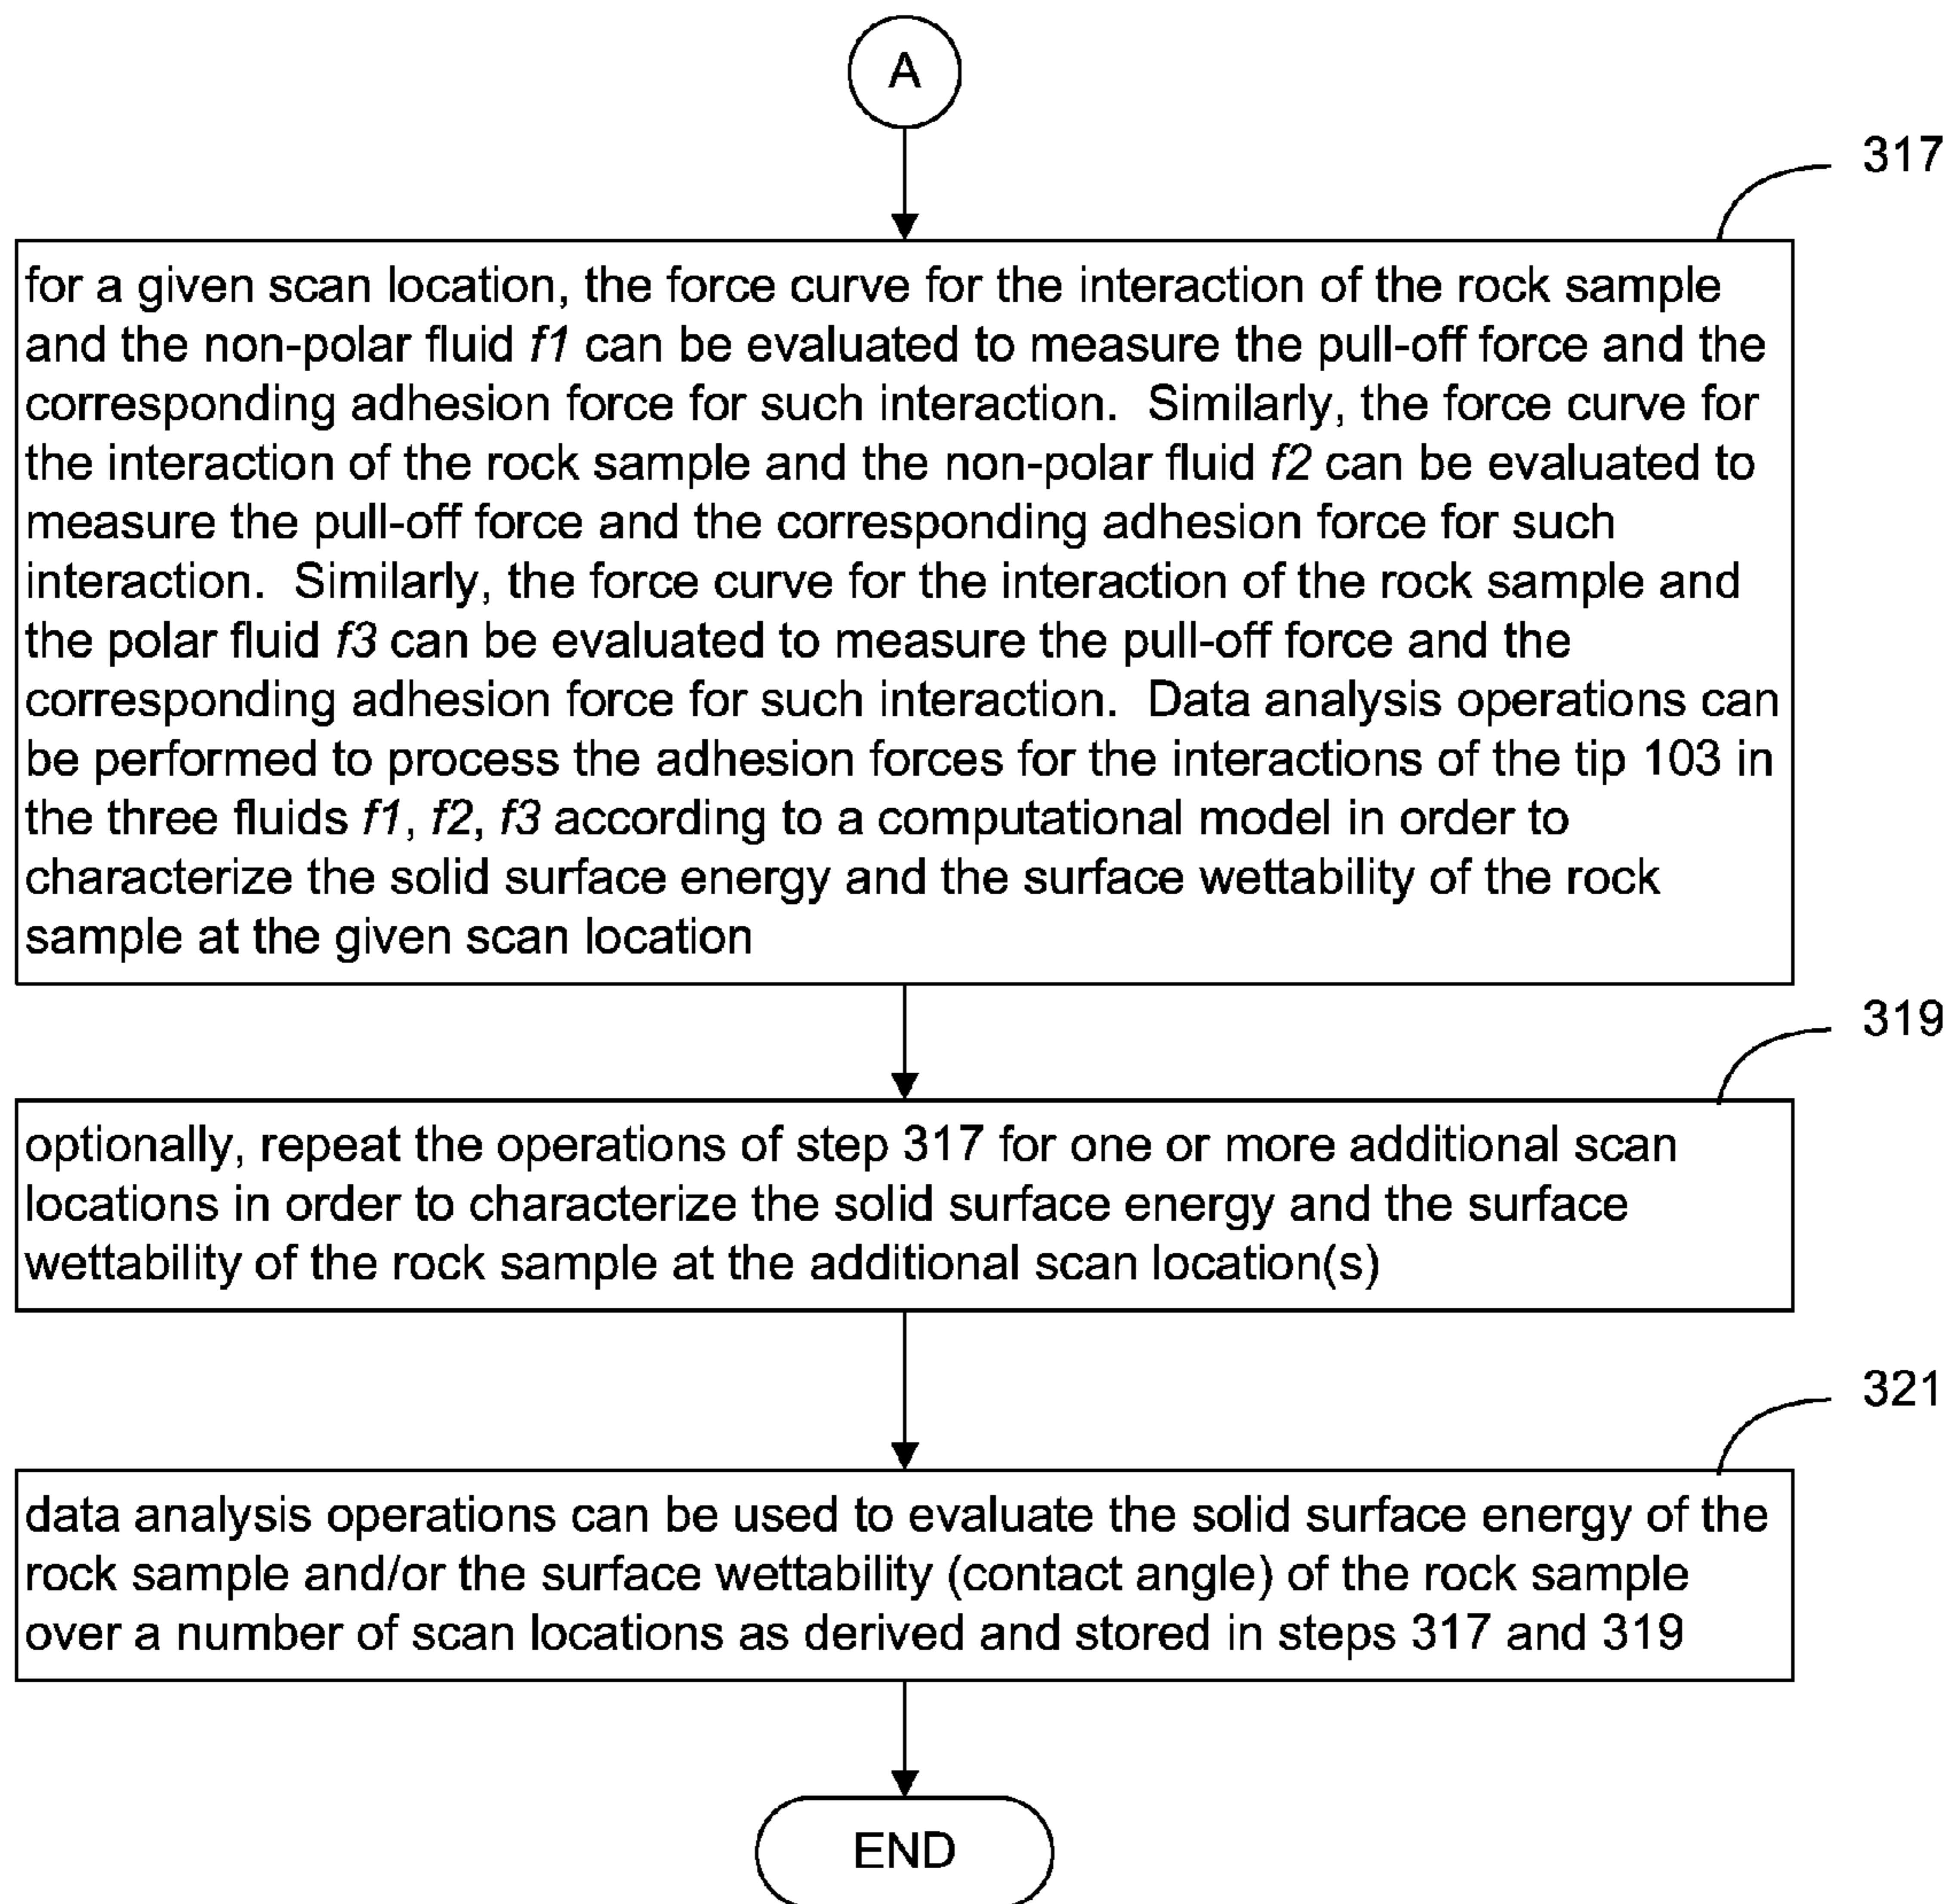 A
317
for a given scan location, the force curve for the interaction of the rock sample
and the non-polar fluid f1 can be evaluated to measure the pull-off force and the
corresponding adhesion force for such interaction.  Similarly, the force curve for
the interaction of the rock sample and the non-polar fluid f2 can be evaluated to
measure the pull-off force and the corresponding adhesion force for such
interaction.  Similarly, the force curve for the interaction of the rock sample and
the polar fluid f3 can be evaluated to measure the pull-off force and the
corresponding adhesion force for such interaction.  Data analysis operations can
be performed to process the adhesion forces for the interactions of the tip 103 in
the three fluids f1, f2, f3 according to a computational model in order to
characterize the solid surface energy and the surface wettability of the rock
sample at the given scan location
319
optionally, repeat the operations of step 317 for one or more additional scan
locations in order to characterize the solid surface energy and the surface
wettability of the rock sample at the additional scan location(s)
321
data analysis operations can be used to evaluate the solid surface energy of the
rock sample and/or the surface wettability (contact angle) of the rock sample
over a number of scan locations as derived and stored in steps 317 and 319
END